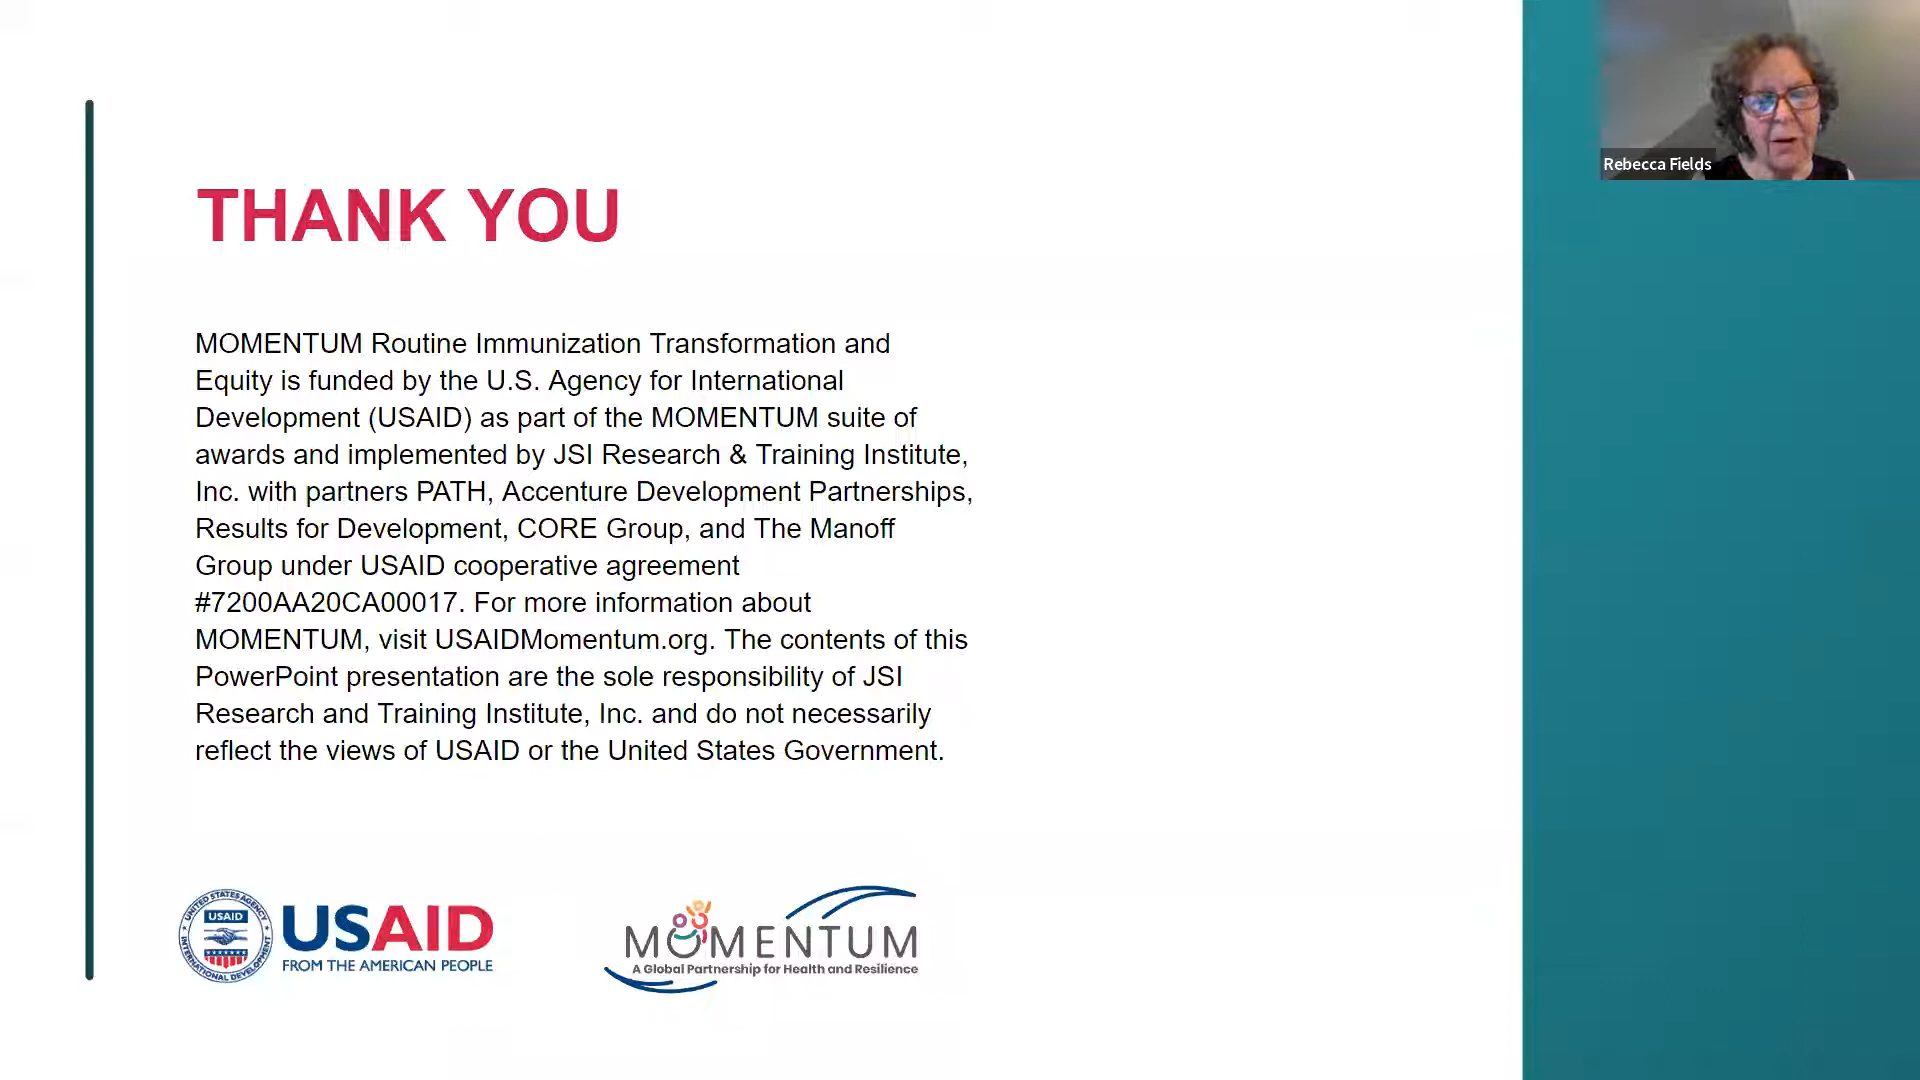 Rebecca Fields
THANK YOU
MOMENTUM Routine Immunization Transformation and
Equity is funded by the U.S. Agency for International
Development (USAID) as part of the MOMENTUM suite of
awards and implemented by JSI Research & Training Institute,
Inc. with partners PATH, Accenture Development Partnerships,
Results for Development, CORE Group, and The Manoff
Group under USAID cooperative agreement
#7200AA20CA00017. For more information about
MOMENTUM, visit USAIDMomentum.org. The contents of this
PowerPoint presentation are the sole responsibility of JSI
Research and Training Institute, Inc. and do not necessarily
reflect the views of USAID or the United States Government.
UNITED STATES AGENCY
USAID
INTERNATIONAL DEVELOPMENT
USAID
FROM THE AMERICAN PEOPLE
MOMENTUM
A Global Partnership for Health and Resilience